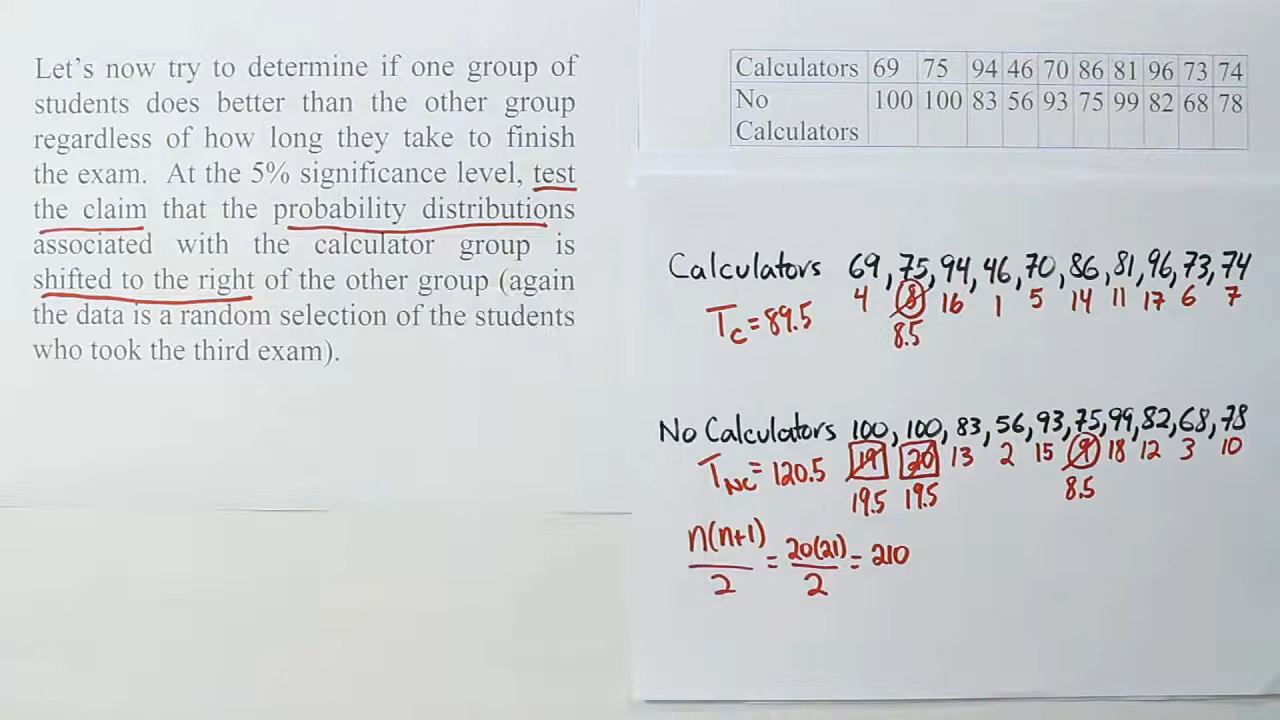 Let's now try to determine if one group of
students does better than the other group
regardless of how long they take to finish
the exam. At the 5% significance level, test
the claim that the probability distributions
associated with the calculator group is
shifted to the right of the other group (again
the data is a random selection of the students
who took the third exam).
Calculators 69 75 94 46 70 86 81 96 73 74
No 100 100 83 56 93 75 99 82 68 78
Calculators
Calculators 69, 75, 94, 46, 70, 86, 81, 96, 73, 74
4 8 16 1 5 14 11 17 6 7
Tc = 89.5
8.5
No Calculators 100, 100, 83, 56, 93, 75, 99, 82, 68, 78
19 20 13 2 15 9 18 12 3 10
TNC = 120.5
19.5 19.5 8.5
n(n+1)/2 = 20(21)/2 = 210